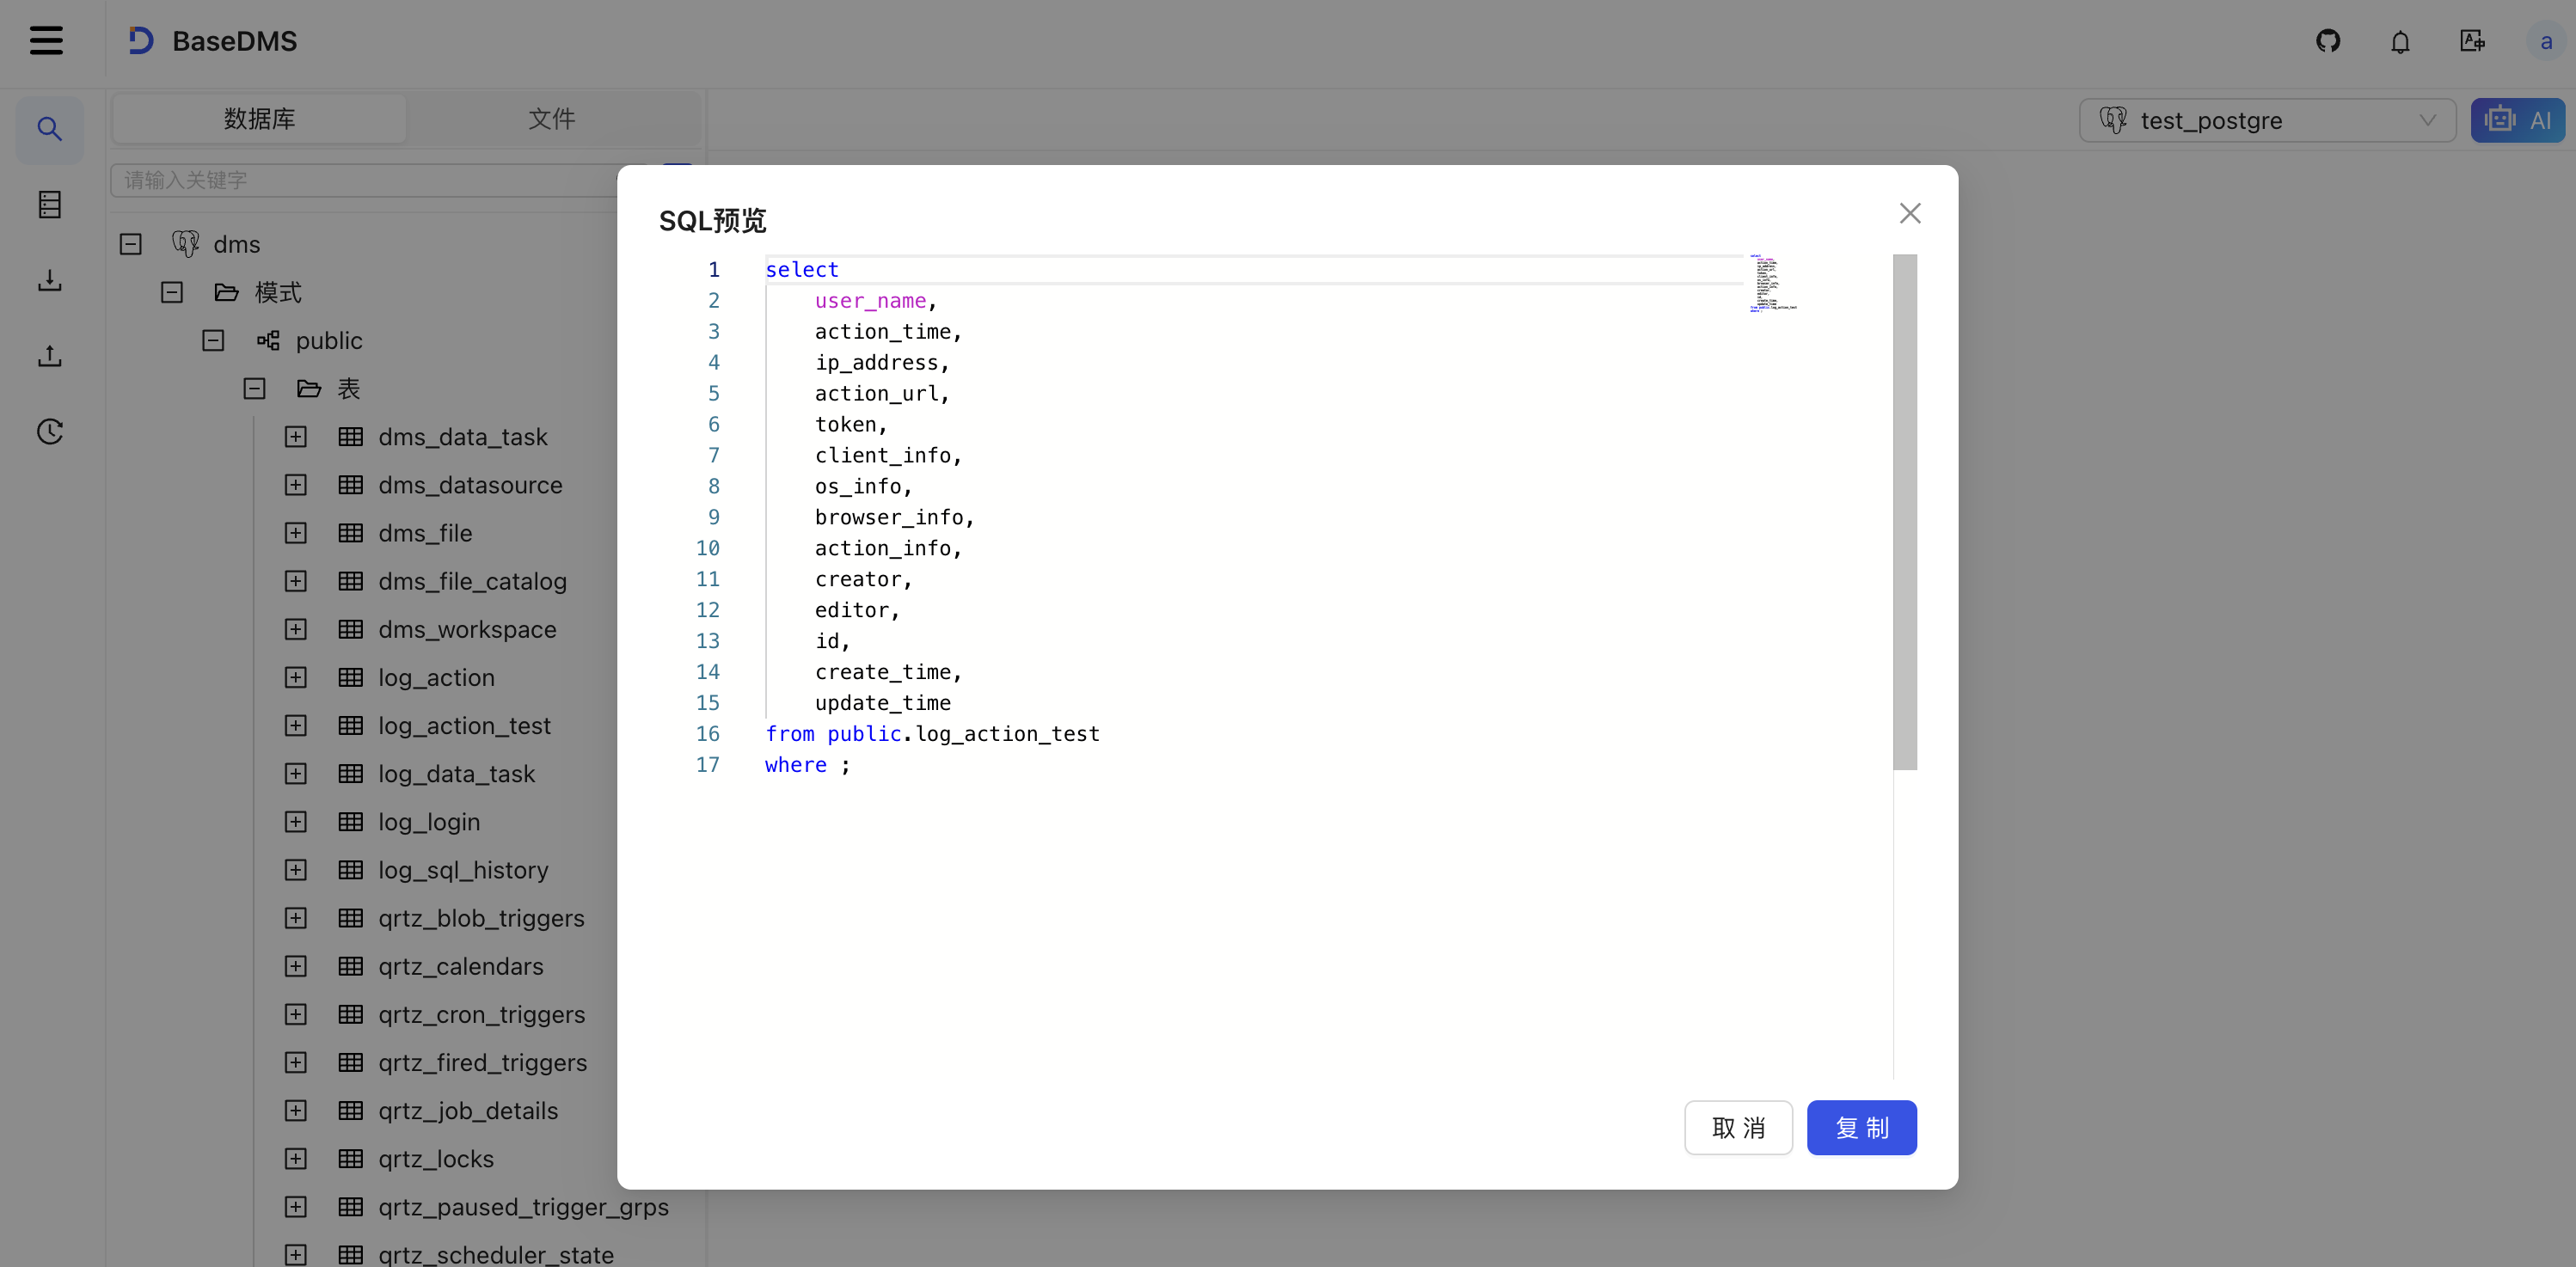 BaseDMS
a
数据库
文件
test_postgre
AI
请输入关键字
dms
模式
public
表
dms_data_task
dms_datasource
dms_file
dms_file_catalog
dms_workspace
log_action
log_action_test
log_data_task
log_login
log_sql_history
qrtz_blob_triggers
qrtz_calendars
qrtz_cron_triggers
qrtz_fired_triggers
qrtz_job_details
qrtz_locks
qrtz_paused_trigger_grps
qrtz_scheduler_state
SQL预览
1 select
2 user_name,
3 action_time,
4 ip_address,
5 action_url,
6 token,
7 client_info,
8 os_info,
9 browser_info,
10 action_info,
11 creator,
12 editor,
13 id,
14 create_time,
15 update_time
16 from public.log_action_test
17 where ;
取 消
复 制